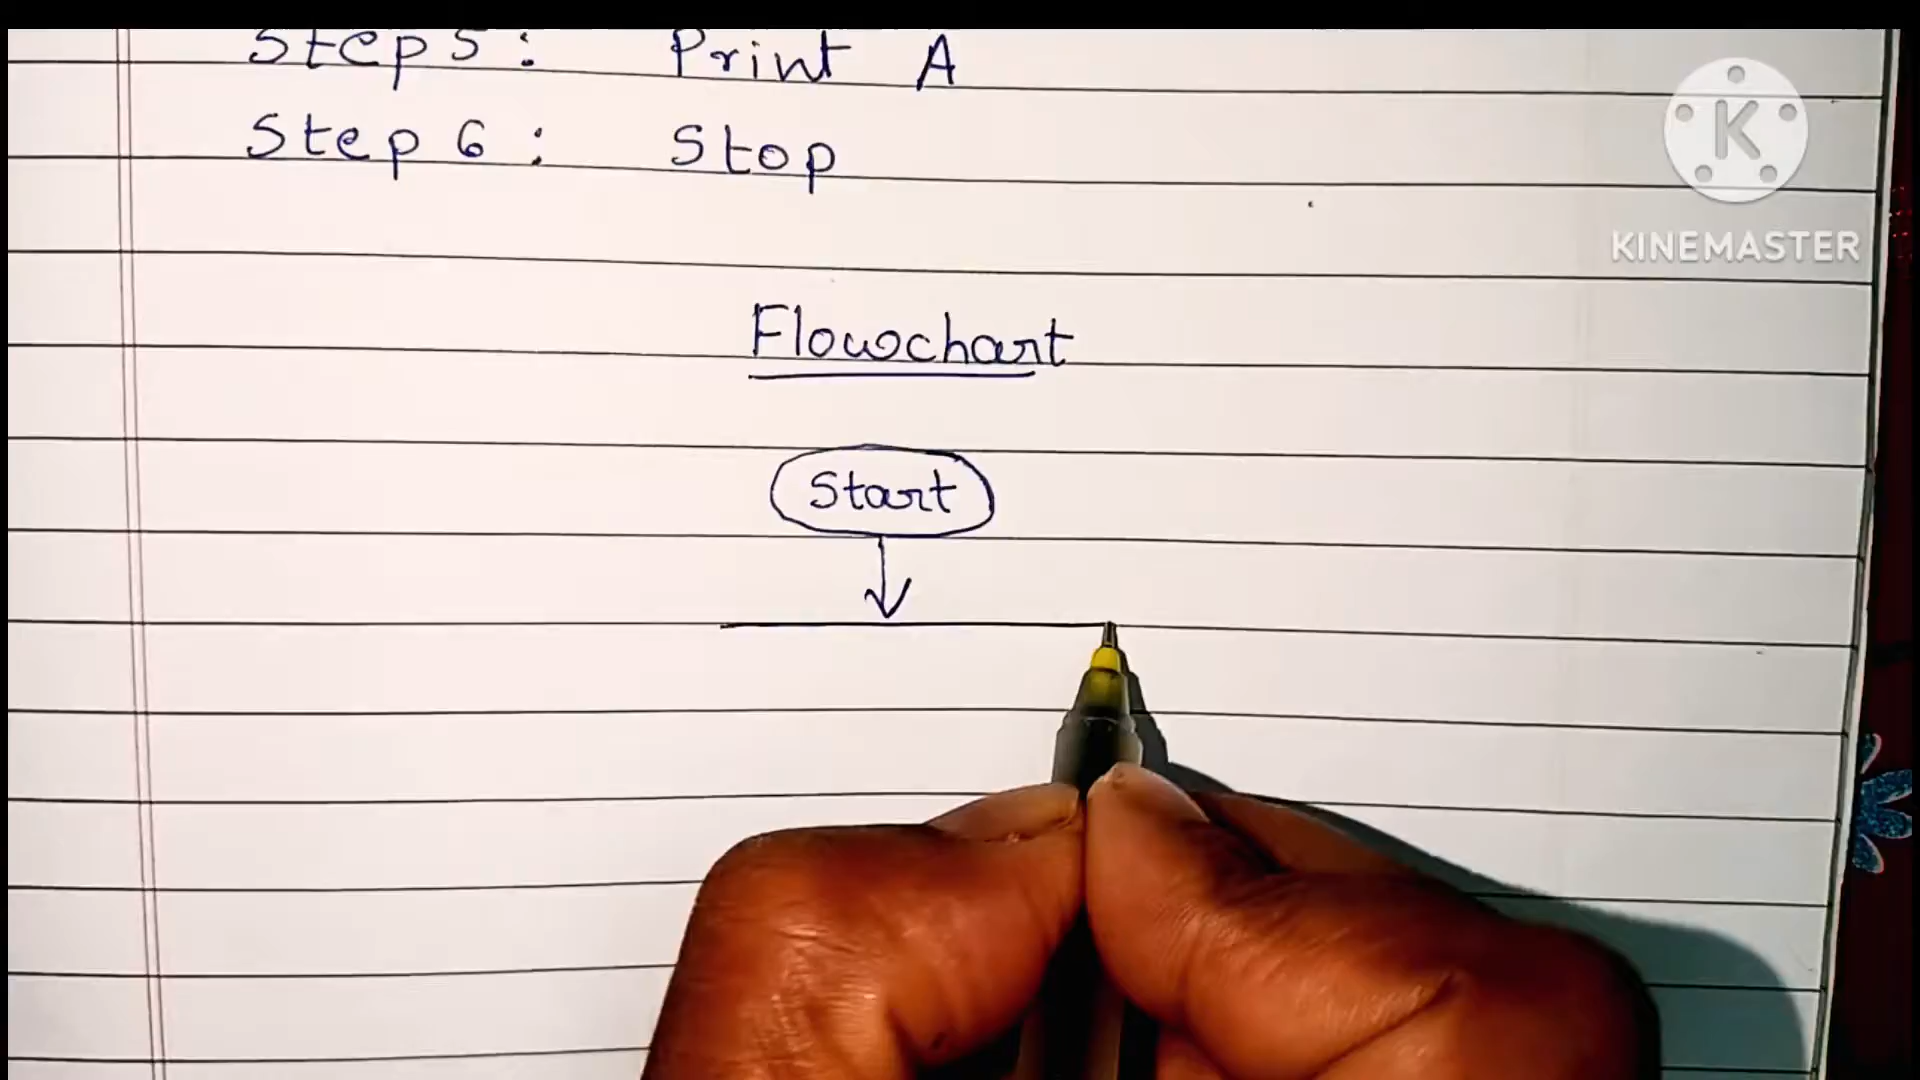 Step 5 : Print A
Step 6 : Stop
K
KINEMASTER
Flowchart
Start